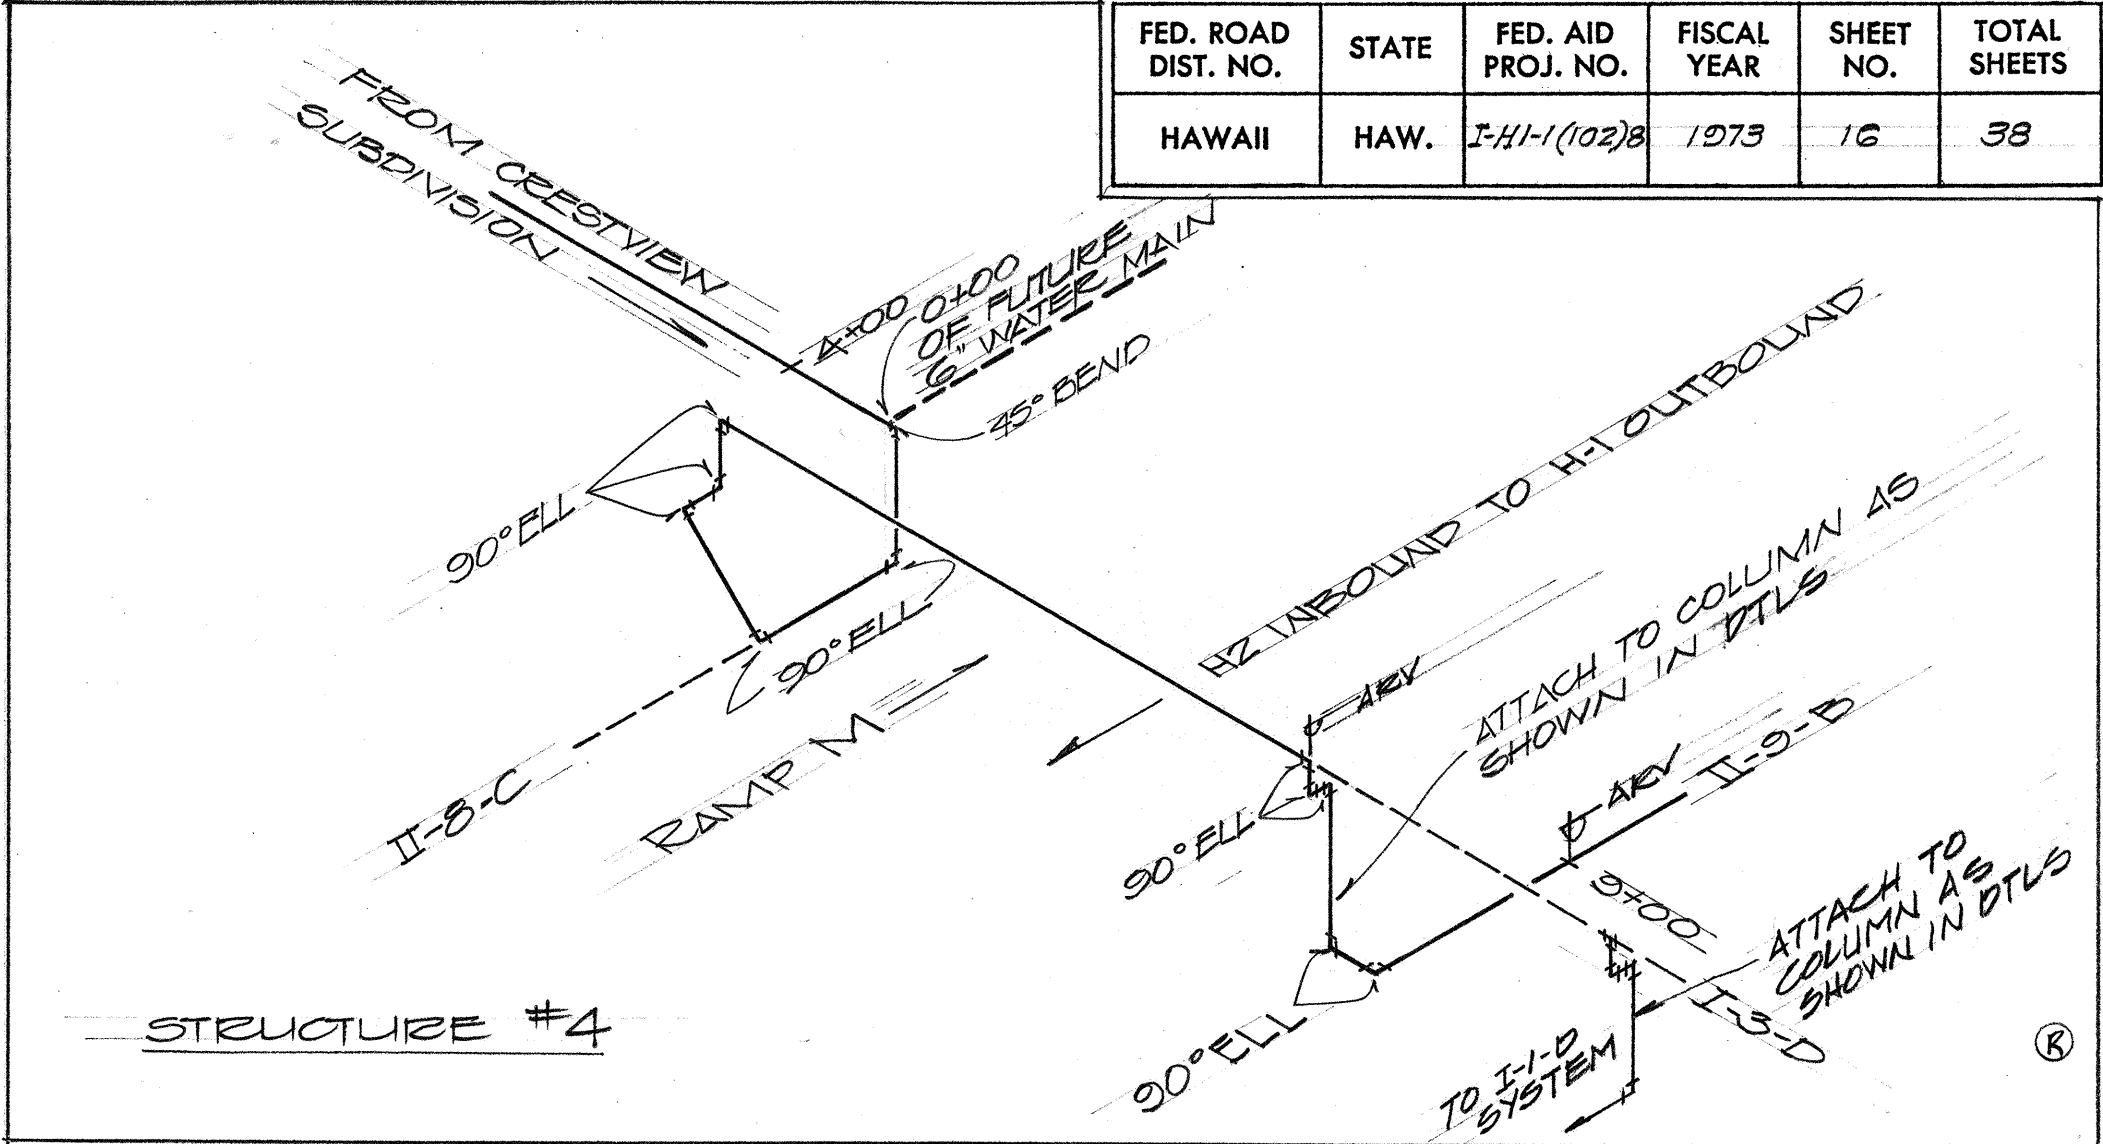 FED. ROAD DIST. NO. STATE FED. AID PROJ. NO. FISCAL YEAR SHEET NO. TOTAL SHEETS
HAWAII HAW. I-H1-1(102)8 1973 16 38
FROM CRESTVIEW
SUBDIVISION
4+00
0+00
OF FUTURE
6" WATER MAIN
45° BEND
90° ELL
90° ELL
H2 INBOUND TO H-1 OUTBOUND
ARV
ATTACH TO COLUMN AS
SHOWN IN DTLS
II-8-C
RAMP M
90° ELL
ARV
II-9-B
9+00
ATTACH TO
COLUMN AS
SHOWN IN DTLS
90° ELL
I-3-D
TO I-1-D
SYSTEM
STRUCTURE #4
R